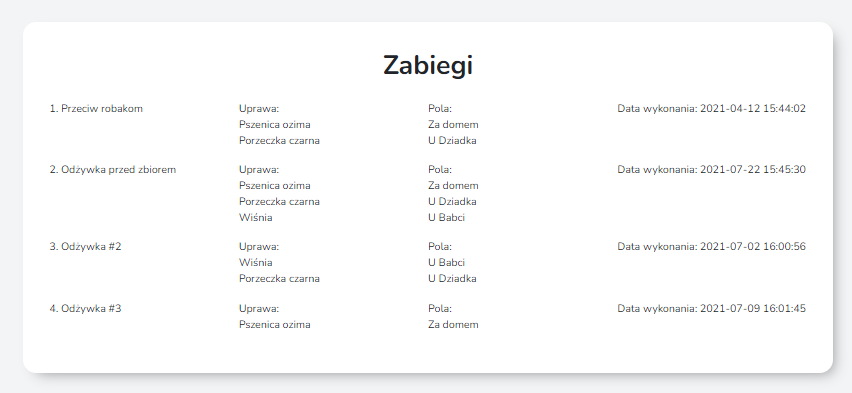 Zabiegi
1. Przeciw robakom Uprawa: Pola: Data wykonania: 2021-04-12 15:44:02
Pszenica ozima Za domem
Porzeczka czarna U Dziadka
2. Odżywka przed zbiorem Uprawa: Pola: Data wykonania: 2021-07-22 15:45:30
Pszenica ozima Za domem
Porzeczka czarna U Dziadka
Wiśnia U Babci
3. Odżywka #2 Uprawa: Pola: Data wykonania: 2021-07-02 16:00:56
Wiśnia U Babci
Porzeczka czarna U Dziadka
4. Odżywka #3 Uprawa: Pola: Data wykonania: 2021-07-09 16:01:45
Pszenica ozima Za domem